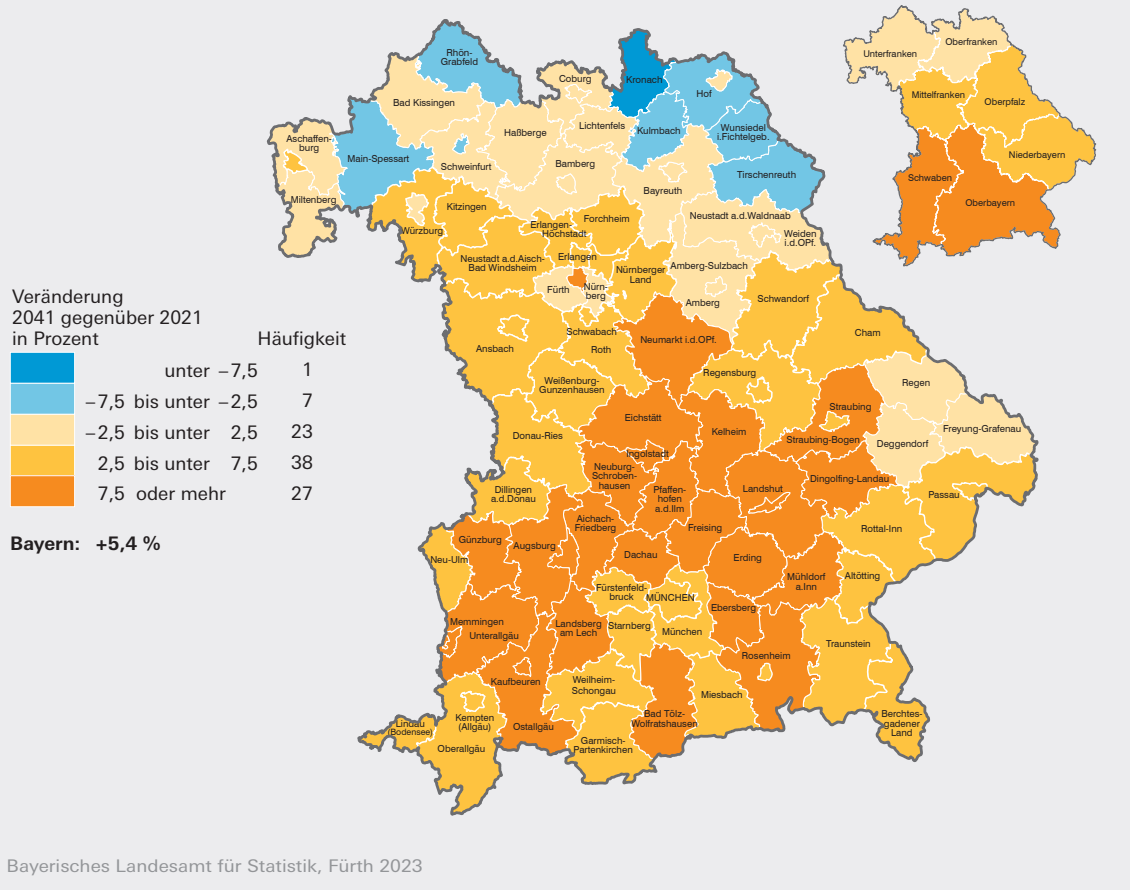 Rhön-
Grabfeld
Coburg
Kronach
Hof
Bad Kissingen
Lichtenfels
Kulmbach
Wunsiedel
i.Fichtelgeb.
Haßberge
Aschaffen-
burg
Main-Spessart
Schweinfurt
Bamberg
Tirschenreuth
Bayreuth
Miltenberg
Kitzingen
Würzburg
Forchheim
Erlangen-
Höchstadt
Neustadt a.d.Waldnaab
Weiden
i.d.OPf.
Neustadt a.d.Aisch-
Bad Windsheim
Erlangen
Nürnberger
Land
Amberg-Sulzbach
Fürth
Nürn-
berg
Amberg
Schwandorf
Schwabach
Roth
Neumarkt i.d.OPf.
Cham
Ansbach
Weißenburg-
Gunzenhausen
Regensburg
Regen
Straubing
Eichstätt
Kelheim
Freyung-Grafenau
Donau-Ries
Straubing-Bogen
Deggendorf
Ingolstadt
Neuburg-
Schroben-
hausen
Dingolfing-Landau
Dillingen
a.d.Donau
Pfaffen-
hofen
a.d.Ilm
Landshut
Passau
Aichach-
Friedberg
Freising
Rottal-Inn
Günzburg
Augsburg
Dachau
Erding
Neu-Ulm
Mühldorf
a.Inn
Altötting
Fürstenfeld-
bruck
MÜNCHEN
Ebersberg
Memmingen
Unterallgäu
Landsberg
am Lech
Starnberg
München
Traunstein
Rosenheim
Kaufbeuren
Weilheim-
Schongau
Miesbach
Lindau
(Bodensee)
Kempten
(Allgäu)
Ostallgäu
Bad Tölz-
Wolfratshausen
Berchtes-
gadener
Land
Oberallgäu
Garmisch-
Partenkirchen
Unterfranken
Oberfranken
Mittelfranken
Oberpfalz
Niederbayern
Schwaben
Oberbayern
Veränderung
2041 gegenüber 2021
in Prozent Häufigkeit
unter −7,5 1
−7,5 bis unter −2,5 7
−2,5 bis unter 2,5 23
2,5 bis unter 7,5 38
7,5 oder mehr 27
Bayern: +5,4 %
Bayerisches Landesamt für Statistik, Fürth 2023